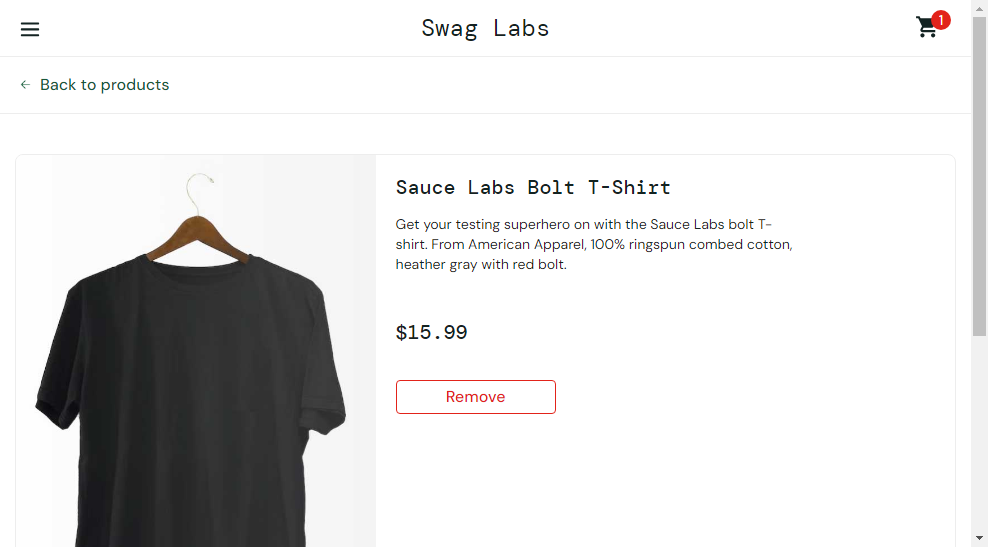 Swag Labs
1
Back to products
Sauce Labs Bolt T-Shirt
Get your testing superhero on with the Sauce Labs bolt T-
shirt. From American Apparel, 100% ringspun combed cotton,
heather gray with red bolt.
$15.99
Remove